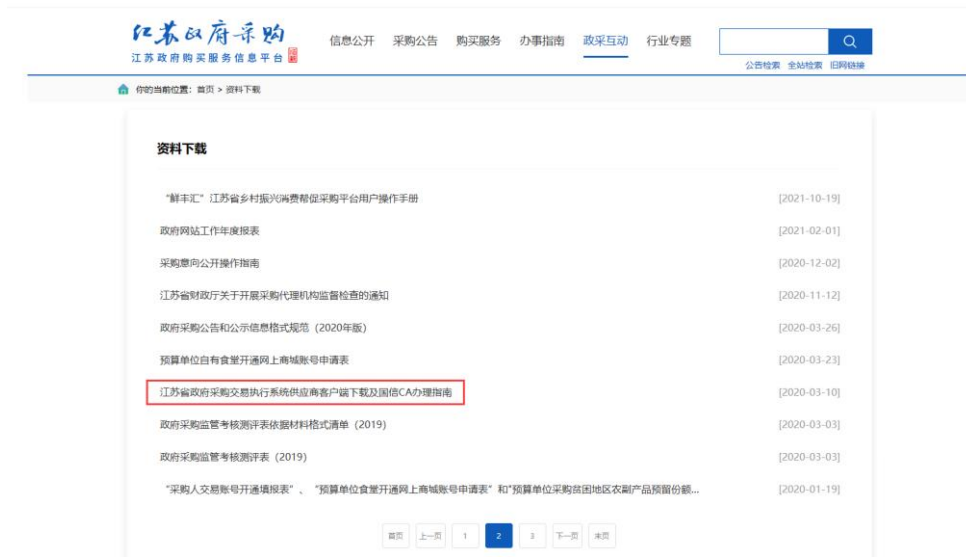 江苏政府采购
江苏政府购买服务信息平台
信息公开 采购公告 购买服务 办事指南 政采互动 行业专题
公告检索 全站检索 旧网链接
你的当前位置：首页 > 资料下载
资料下载
“鲜丰汇”江苏省乡村振兴消费帮促采购平台用户操作手册 [2021-10-19]
政府网站工作年度报表 [2021-02-01]
采购意向公开操作指南 [2020-12-02]
江苏省财政厅关于开展采购代理机构监督检查的通知 [2020-11-12]
政府采购公告和公示信息格式规范（2020年版） [2020-03-26]
预算单位自有食堂开通网上商城账号申请表 [2020-03-23]
江苏省政府采购交易执行系统供应商客户端下载及国信CA办理指南 [2020-03-10]
政府采购监管考核测评表依据材料格式清单（2019） [2020-03-03]
政府采购监管考核测评表（2019） [2020-03-03]
“采购人交易账号开通填报表”、“预算单位食堂开通网上商城账号申请表”和“预算单位采购贫困地区农副产品预留份额... [2020-01-19]
首页 上一页 1 2 3 下一页 末页